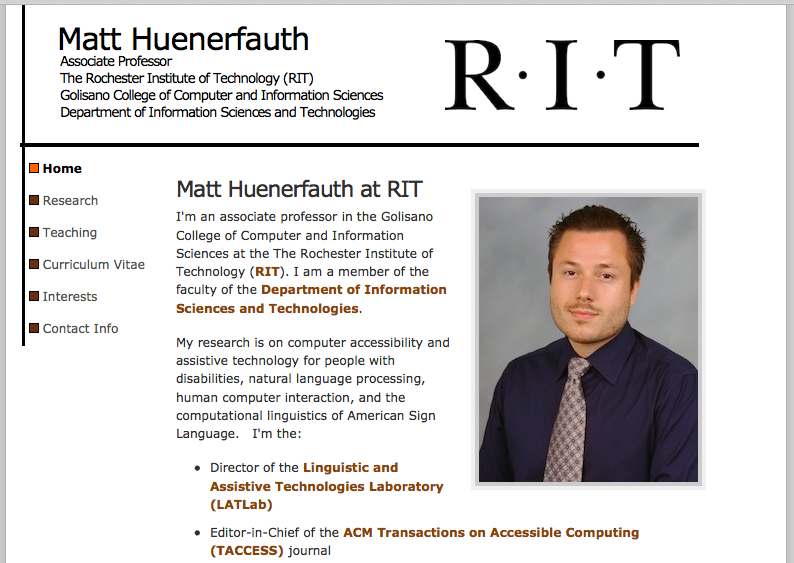 Matt Huenerfauth
Associate Professor
The Rochester Institute of Technology (RIT)
Golisano College of Computer and Information Sciences
Department of Information Sciences and Technologies
R·I·T
Home
Research
Teaching
Curriculum Vitae
Interests
Contact Info
Matt Huenerfauth at RIT
I'm an associate professor in the Golisano
College of Computer and Information
Sciences at the The Rochester Institute of
Technology (RIT). I am a member of the
faculty of the Department of Information
Sciences and Technologies.
My research is on computer accessibility and
assistive technology for people with
disabilities, natural language processing,
human computer interaction, and the
computational linguistics of American Sign
Language.   I'm the:
• Director of the Linguistic and
Assistive Technologies Laboratory
(LATLab)
• Editor-in-Chief of the ACM Transactions on Accessible Computing
(TACCESS) journal